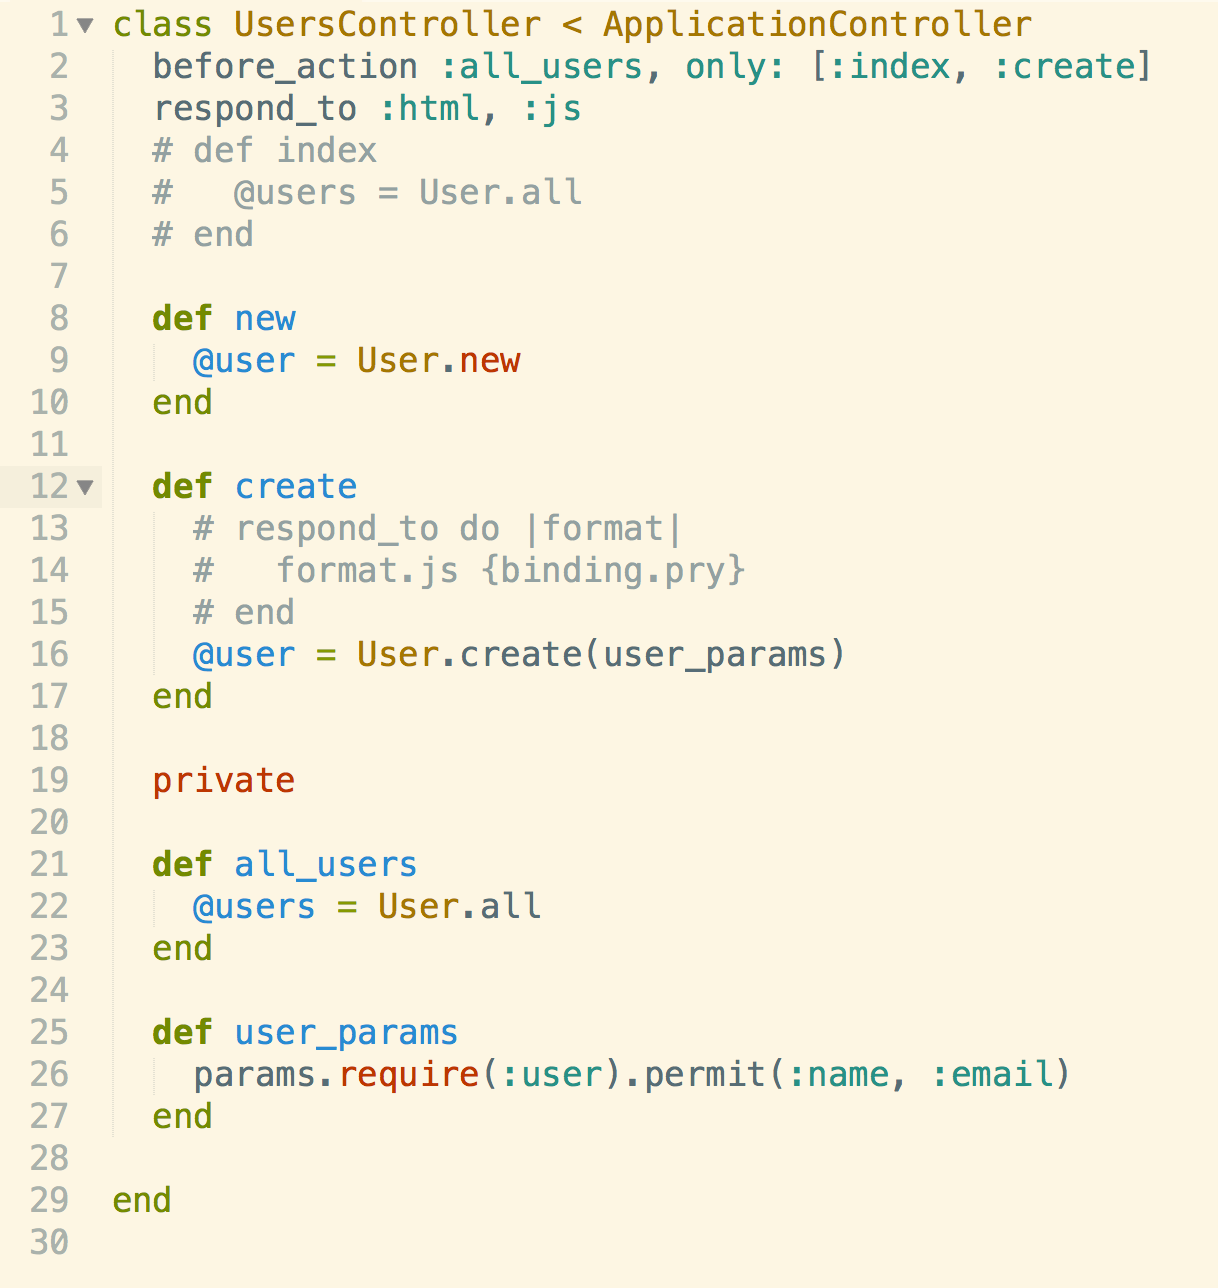 1 class UsersController < ApplicationController
2   before_action :all_users, only: [:index, :create]
3   respond_to :html, :js
4   # def index
5   #   @users = User.all
6   # end
7
8   def new
9     @user = User.new
10   end
11
12   def create
13     # respond_to do |format|
14     #   format.js {binding.pry}
15     # end
16     @user = User.create(user_params)
17   end
18
19   private
20
21   def all_users
22     @users = User.all
23   end
24
25   def user_params
26     params.require(:user).permit(:name, :email)
27   end
28
29 end
30